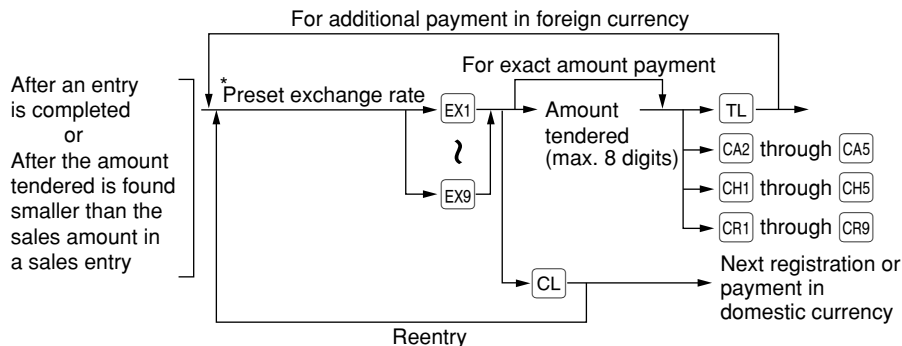 For additional payment in foreign currency
After an entry
is completed
or
After the amount
tendered is found
smaller than the
sales amount in
a sales entry
*
Preset exchange rate
EX1
~
EX9
For exact amount payment
Amount
tendered
(max. 8 digits)
TL
CA2 through CA5
CH1 through CH5
CR1 through CR9
CL
Next registration or
payment in
domestic currency
Reentry